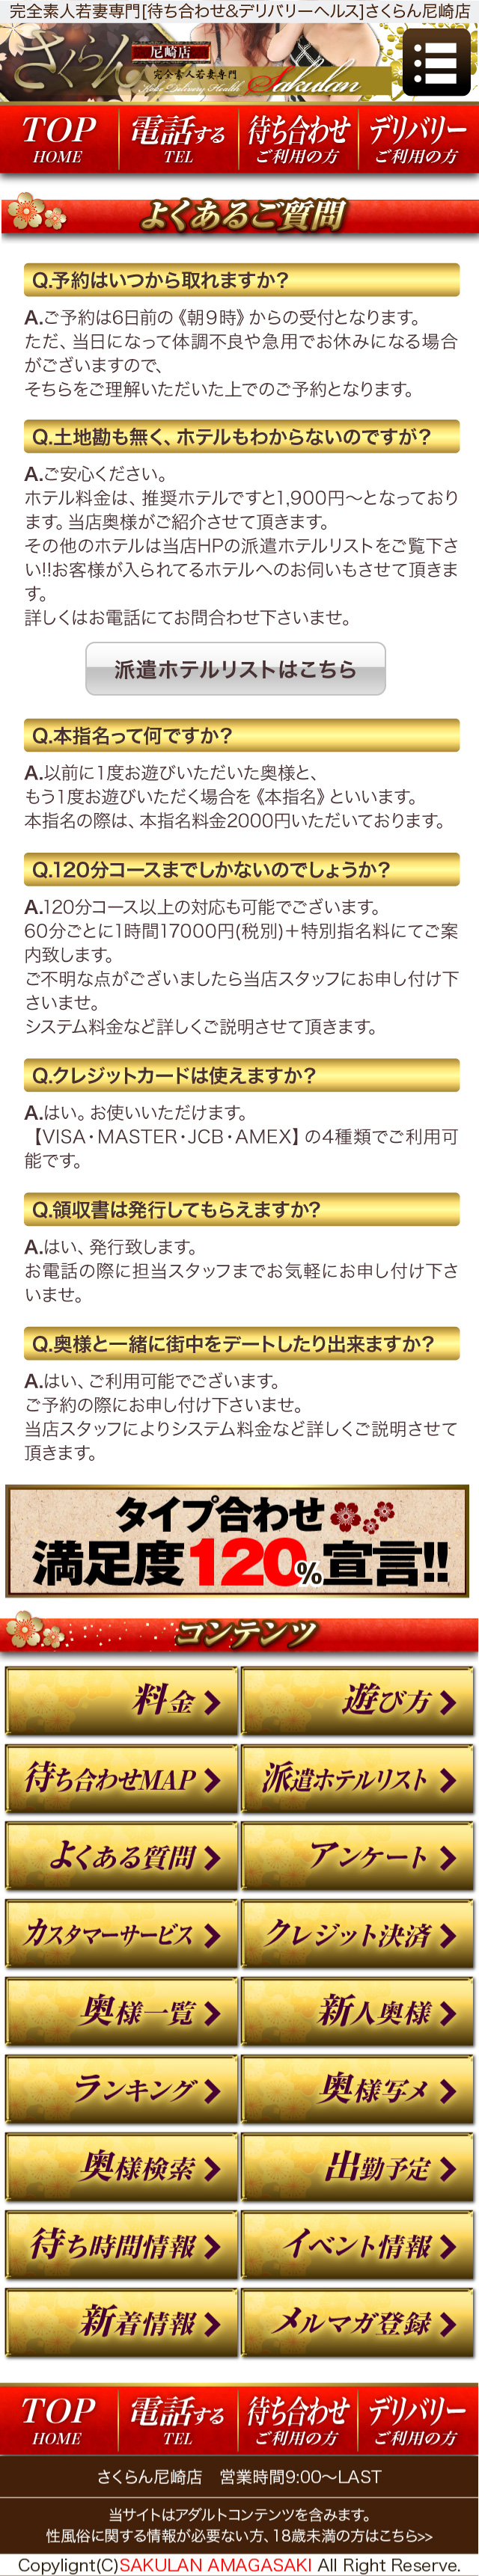 完全素人若妻専門[待ち合わせ&デリバリーヘルス]さくらん尼崎店
さくらん
尼崎店
完全素人若妻専門
Kobe Delivery Health
Sakulan
TOP
HOME
電話する
TEL
待ち合わせ
ご利用の方
デリバリー
ご利用の方
よくあるご質問
Q.予約はいつから取れますか?
A.ご予約は6日前の《朝9時》からの受付となります。
ただ、当日になって体調不良や急用でお休みになる場合
がございますので、
そちらをご理解いただいた上でのご予約となります。
Q.土地勘も無く、ホテルもわからないのですが?
A.ご安心ください。
ホテル料金は、推奨ホテルですと1,900円〜となっており
ます。当店奥様がご紹介させて頂きます。
その他のホテルは当店HPの派遣ホテルリストをご覧下さ
い!!お客様が入られてるホテルへのお伺いもさせて頂きま
す。
詳しくはお電話にてお問合わせ下さいませ。
派遣ホテルリストはこちら
Q.本指名って何ですか?
A.以前に1度お遊びいただいた奥様と、
もう1度お遊びいただく場合を《本指名》といいます。
本指名の際は、本指名料金2000円いただいております。
Q.120分コースまでしかないのでしょうか?
A.120分コース以上の対応も可能でございます。
60分ごとに1時間17000円(税別)+特別指名料にてご案
内致します。
ご不明な点がございましたら当店スタッフにお申し付け下
さいませ。
システム料金など詳しくご説明させて頂きます。
Q.クレジットカードは使えますか?
A.はい。お使いいただけます。
【VISA・MASTER・JCB・AMEX】の4種類でご利用可
能です。
Q.領収書は発行してもらえますか?
A.はい、発行致します。
お電話の際に担当スタッフまでお気軽にお申し付け下さ
いませ。
Q.奥様と一緒に街中をデートしたり出来ますか?
A.はい、ご利用可能でございます。
ご予約の際にお申し付け下さいませ。
当店スタッフによりシステム料金など詳しくご説明させて
頂きます。
タイプ合わせ
満足度120%宣言!!
コンテンツ
料金
遊び方
待ち合わせMAP
派遣ホテルリスト
よくある質問
アンケート
カスタマーサービス
クレジット決済
奥様一覧
新人奥様
ランキング
奥様写メ
奥様検索
出勤予定
待ち時間情報
イベント情報
新着情報
メルマガ登録
TOP
HOME
電話する
TEL
待ち合わせ
ご利用の方
デリバリー
ご利用の方
さくらん尼崎店 営業時間9:00〜LAST
当サイトはアダルトコンテンツを含みます。
性風俗に関する情報が必要ない方、18歳未満の方はこちら>>
Copylignt(C)SAKULAN AMAGASAKI All Right Reserve.